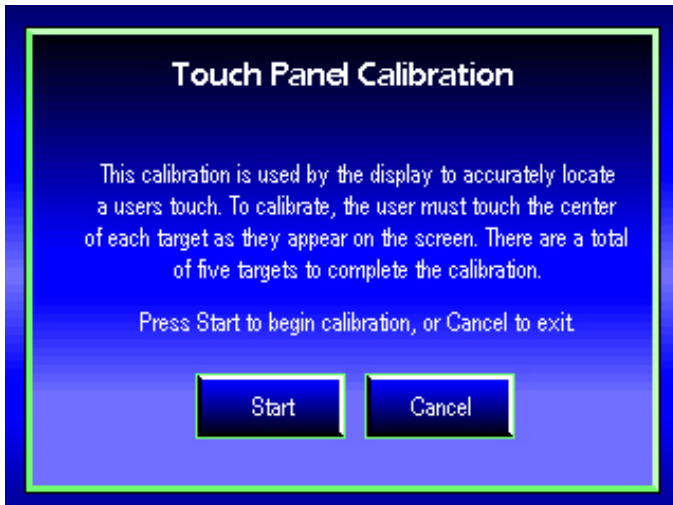 Touch Panel Calibration
This calibration is used by the display to accurately locate
a users touch. To calibrate, the user must touch the center
of each target as they appear on the screen. There are a total
of five targets to complete the calibration.
Press Start to begin calibration, or Cancel to exit.
Start
Cancel